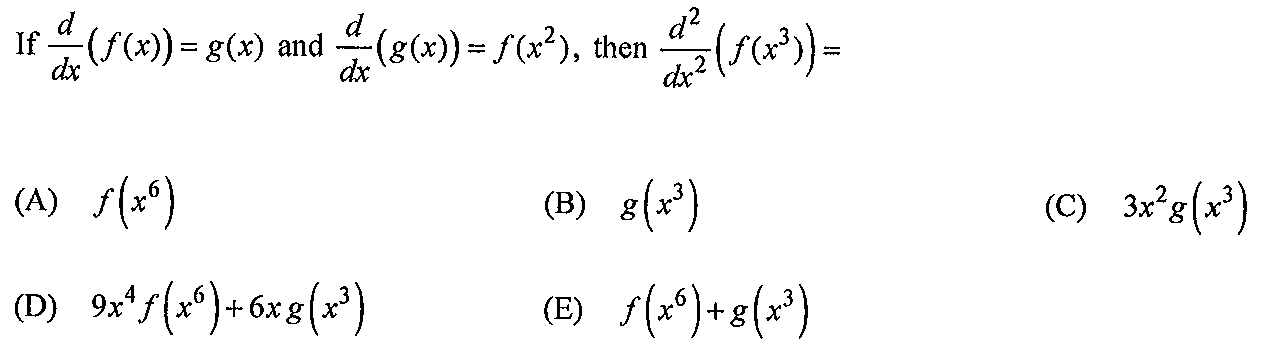 If d/dx (f(x)) = g(x) and d/dx (g(x)) = f(x²), then d²/dx² (f(x³)) =
(A) f(x⁶) (B) g(x³) (C) 3x²g(x³)
(D) 9x⁴f(x⁶)+6xg(x³) (E) f(x⁶)+g(x³)